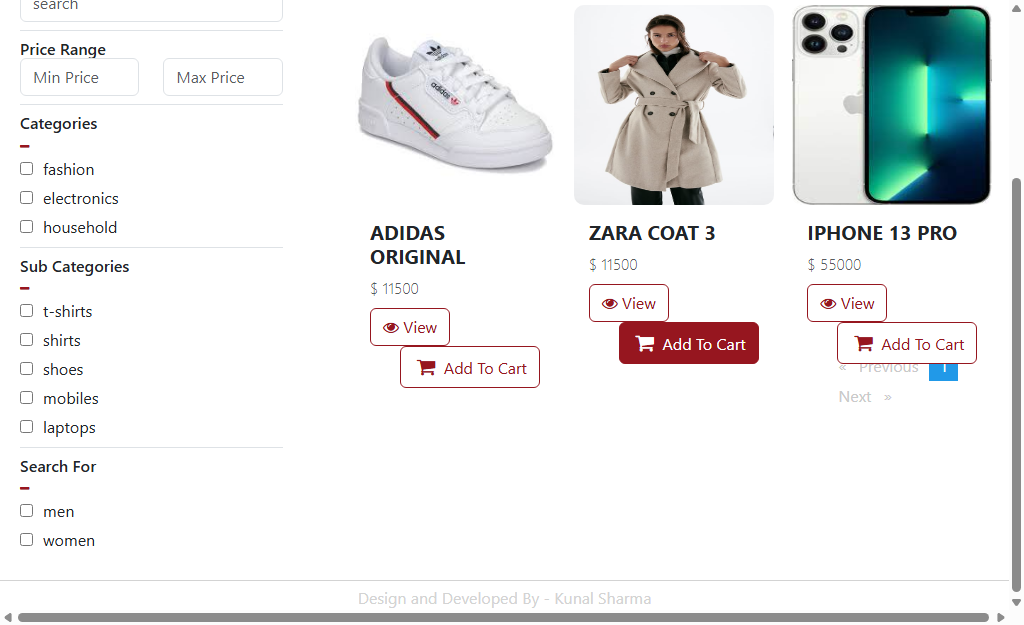 search
Price Range
Min Price
Max Price
Categories
fashion
electronics
household
Sub Categories
t-shirts
shirts
shoes
mobiles
laptops
Search For
men
women
adidas
adidas
ADIDAS
ORIGINAL
$ 11500
View
Add To Cart
ZARA COAT 3
$ 11500
View
Add To Cart
IPHONE 13 PRO
$ 55000
View
Add To Cart
« Previous 1
Next »
Design and Developed By - Kunal Sharma